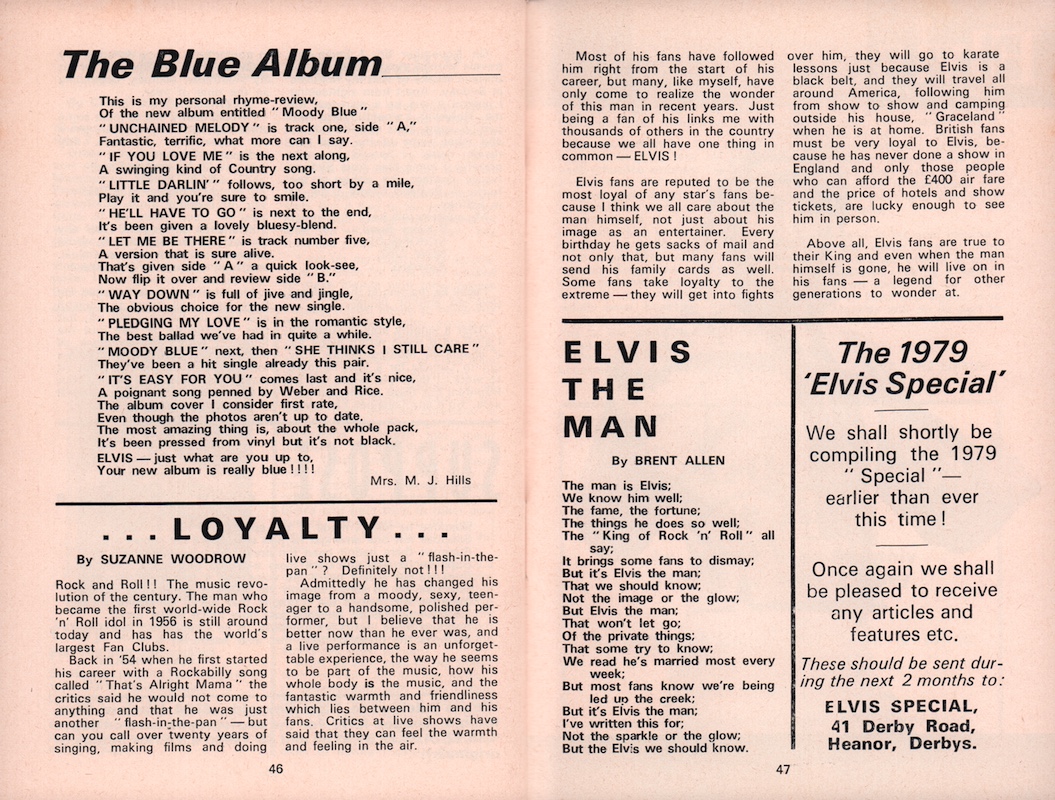 The Blue Album
This is my personal rhyme-review,
Of the new album entitled "Moody Blue"
"UNCHAINED MELODY" is track one, side "A,"
Fantastic, terrific, what more can I say.
"IF YOU LOVE ME" is the next along,
A swinging kind of Country song.
"LITTLE DARLIN'" follows, too short by a mile,
Play it and you're sure to smile.
"HE'LL HAVE TO GO" is next to the end,
It's been given a lovely bluesy-blend.
"LET ME BE THERE" is track number five,
A version that is sure alive.
That's given side "A" a quick look-see,
Now flip it over and review side "B."
"WAY DOWN" is full of jive and jingle,
The obvious choice for the new single.
"PLEDGING MY LOVE" is in the romantic style,
The best ballad we've had in quite a while.
"MOODY BLUE" next, then "SHE THINKS I STILL CARE"
They've been a hit single already this pair.
"IT'S EASY FOR YOU" comes last and it's nice,
A poignant song penned by Weber and Rice.
The album cover I consider first rate,
Even though the photos aren't up to date.
The most amazing thing is, about the whole pack,
It's been pressed from vinyl but it's not black.
ELVIS — just what are you up to,
Your new album is really blue!!!!
Mrs. M. J. Hills
...LOYALTY...
By SUZANNE WOODROW
Rock and Roll!! The music revo-
lution of the century. The man who
became the first world-wide Rock
'n' Roll idol in 1956 is still around
today and has has the world's
largest Fan Clubs.
Back in '54 when he first started
his career with a Rockabilly song
called "That's Alright Mama" the
critics said he would not come to
anything and that he was just
another "flash-in-the-pan" — but
can you call over twenty years of
singing, making films and doing
live shows just a "flash-in-the-
pan"? Definitely not!!!
Admittedly he has changed his
image from a moody, sexy, teen-
ager to a handsome, polished per-
former, but I believe that he is
better now than he ever was, and
a live performance is an unforget-
table experience, the way he seems
to be part of the music, how his
whole body is the music, and the
fantastic warmth and friendliness
which lies between him and his
fans. Critics at live shows have
said that they can feel the warmth
and feeling in the air.
46
Most of his fans have followed
him right from the start of his
career, but many, like myself, have
only come to realize the wonder
of this man in recent years. Just
being a fan of his links me with
thousands of others in the country
because we all have one thing in
common — ELVIS!
Elvis fans are reputed to be the
most loyal of any star's fans be-
cause I think we all care about the
man himself, not just about his
image as an entertainer. Every
birthday he gets sacks of mail and
not only that, but many fans will
send his family cards as well.
Some fans take loyalty to the
extreme — they will get into fights
over him, they will go to karate
lessons just because Elvis is a
black belt, and they will travel all
around America, following him
from show to show and camping
outside his house, "Graceland"
when he is at home. British fans
must be very loyal to Elvis, be-
cause he has never done a show in
England and only those people
who can afford the £400 air fare
and the price of hotels and show
tickets, are lucky enough to see
him in person.
Above all, Elvis fans are true to
their King and even when the man
himself is gone, he will live on in
his fans — a legend for other
generations to wonder at.
ELVIS
THE
MAN
By BRENT ALLEN
The man is Elvis;
We know him well;
The fame, the fortune;
The things he does so well;
The "King of Rock 'n' Roll" all
say;
It brings some fans to dismay;
But it's Elvis the man;
That we should know;
Not the image or the glow;
But Elvis the man;
That won't let go;
Of the private things;
That some try to know;
We read he's married most every
week;
But most fans know we're being
led up the creek;
But it's Elvis the man;
I've written this for;
Not the sparkle or the glow;
But the Elvis we should know.
The 1979
'Elvis Special'
We shall shortly be
compiling the 1979
"Special"—
earlier than ever
this time!
Once again we shall
be pleased to receive
any articles and
features etc.
These should be sent dur-
ing the next 2 months to:
ELVIS SPECIAL,
41 Derby Road,
Heanor, Derbys.
47